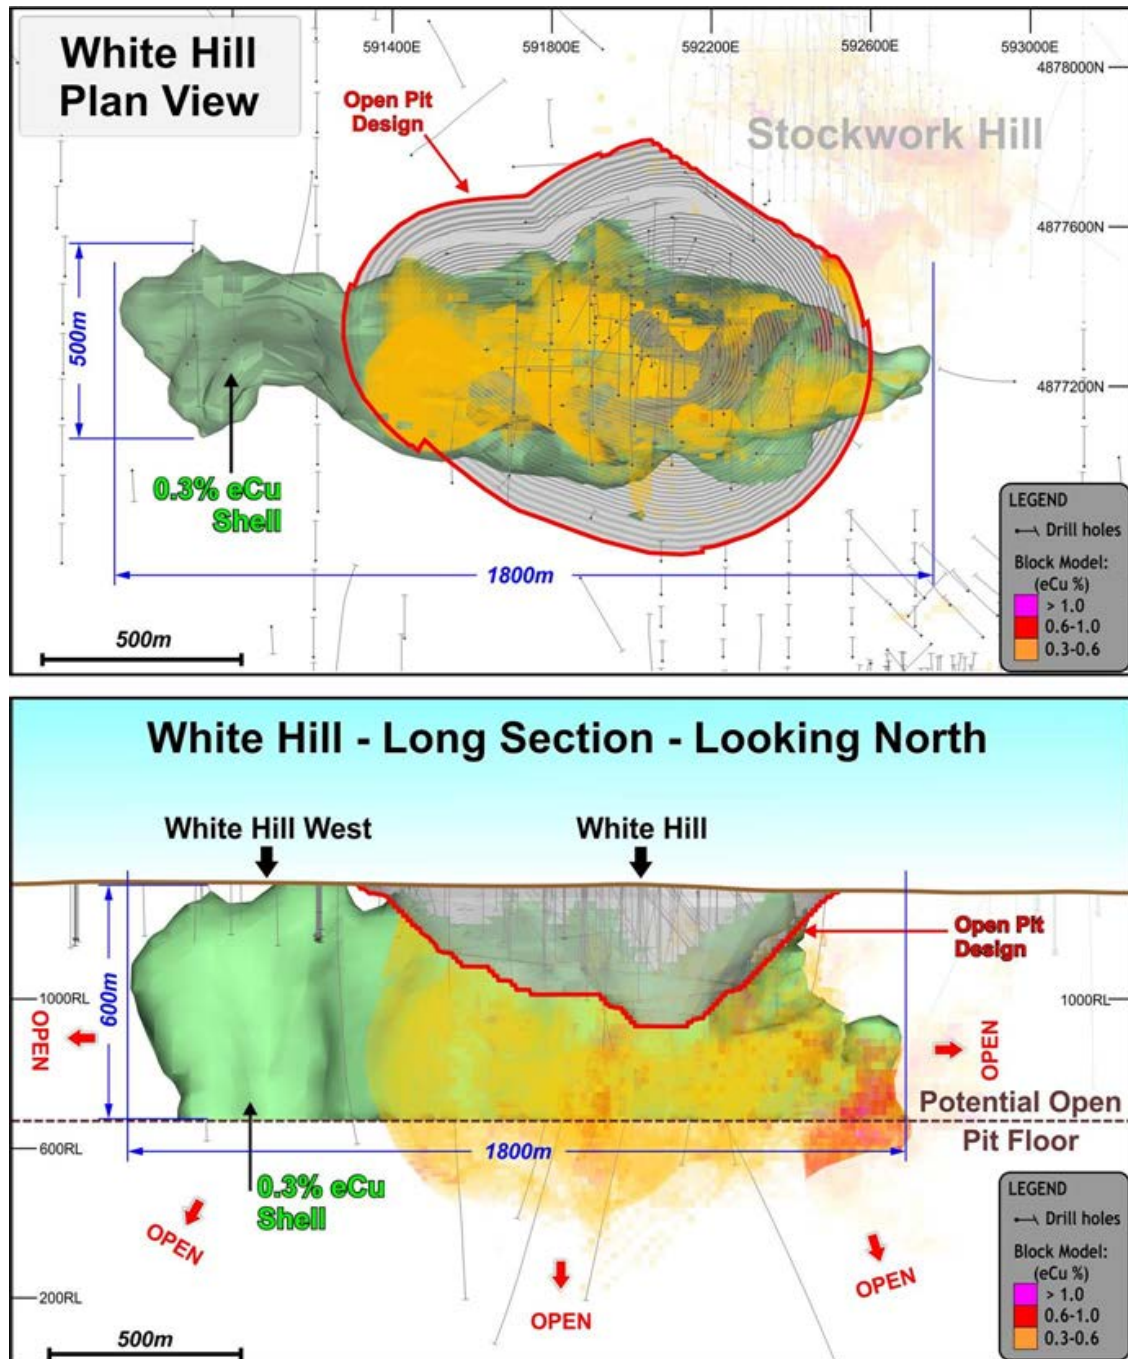 White Hill
Plan View
591400E
591800E
592200E
592600E
593000E
4878000N
Open Pit
Design
Stockwork Hill
4877600N
500m
4877200N
0.3% eCu
Shell
1800m
500m
LEGEND
Drill holes
Block Model:
(eCu %)
> 1.0
0.6-1.0
0.3-0.6
White Hill - Long Section - Looking North
White Hill West
White Hill
Open Pit
Design
600m
1000RL
1000RL
OPEN
OPEN
Potential Open
Pit Floor
600RL
1800m
0.3% eCu
Shell
OPEN
OPEN
OPEN
200RL
500m
LEGEND
Drill holes
Block Model:
(eCu %)
> 1.0
0.6-1.0
0.3-0.6